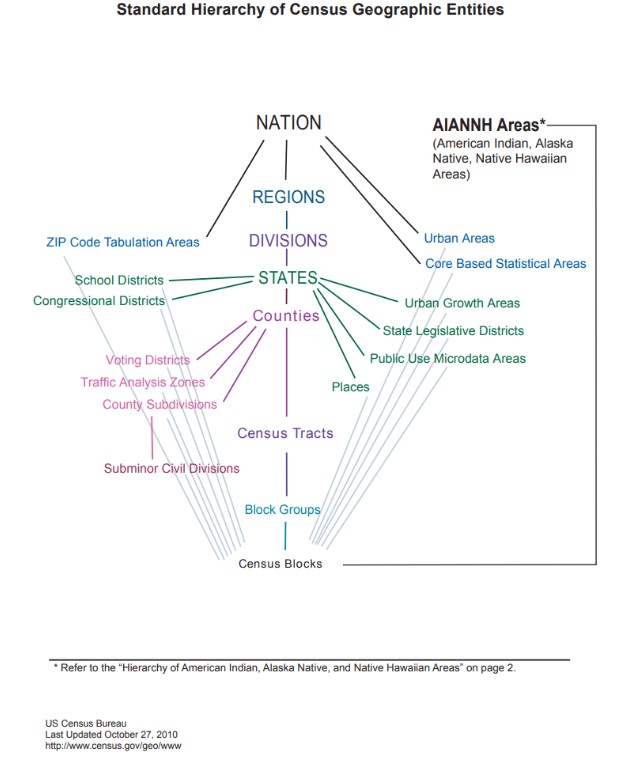 Standard Hierarchy of Census Geographic Entities
NATION
AIANNH Areas*
(American Indian, Alaska
Native, Native Hawaiian
Areas)
REGIONS
ZIP Code Tabulation Areas
DIVISIONS
Urban Areas
Core Based Statistical Areas
School Districts
STATES
Congressional Districts
Urban Growth Areas
Counties
State Legislative Districts
Voting Districts
Public Use Microdata Areas
Traffic Analysis Zones
Places
County Subdivisions
Census Tracts
Subminor Civil Divisions
Block Groups
Census Blocks
* Refer to the “Hierarchy of American Indian, Alaska Native, and Native Hawaiian Areas” on page 2.
US Census Bureau
Last Updated October 27, 2010
http://www.census.gov/geo/www